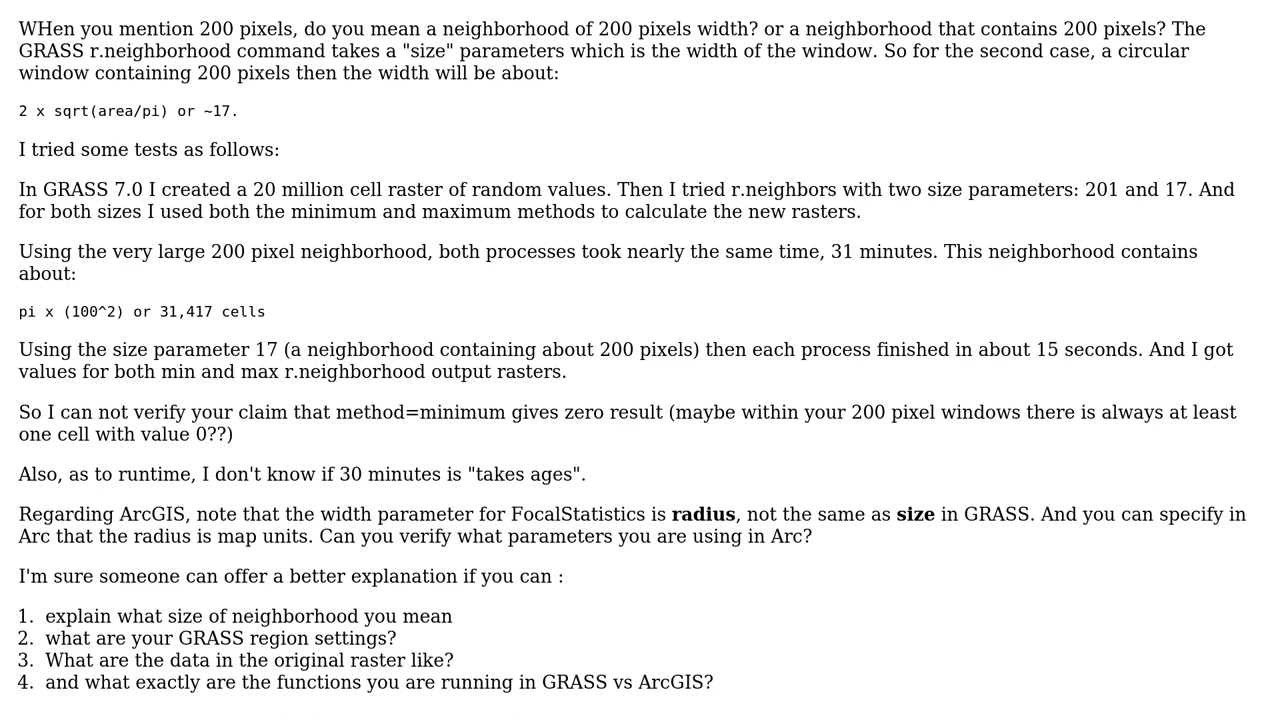 WHen you mention 200 pixels, do you mean a neighborhood of 200 pixels width? or a neighborhood that contains 200 pixels? The
GRASS r.neighborhood command takes a "size" parameters which is the width of the window. So for the second case, a circular
window containing 200 pixels then the width will be about:
2 x sqrt(area/pi) or ~17.
I tried some tests as follows:
In GRASS 7.0 I created a 20 million cell raster of random values. Then I tried r.neighbors with two size parameters: 201 and 17. And
for both sizes I used both the minimum and maximum methods to calculate the new rasters.
Using the very large 200 pixel neighborhood, both processes took nearly the same time, 31 minutes. This neighborhood contains
about:
pi x (100^2) or 31,417 cells
Using the size parameter 17 (a neighborhood containing about 200 pixels) then each process finished in about 15 seconds. And I got
values for both min and max r.neighborhood output rasters.
So I can not verify your claim that method=minimum gives zero result (maybe within your 200 pixel windows there is always at least
one cell with value 0??)
Also, as to runtime, I don't know if 30 minutes is "takes ages".
Regarding ArcGIS, note that the width parameter for FocalStatistics is radius, not the same as size in GRASS. And you can specify in
Arc that the radius is map units. Can you verify what parameters you are using in Arc?
I'm sure someone can offer a better explanation if you can :
1. explain what size of neighborhood you mean
2. what are your GRASS region settings?
3. What are the data in the original raster like?
4. and what exactly are the functions you are running in GRASS vs ArcGIS?